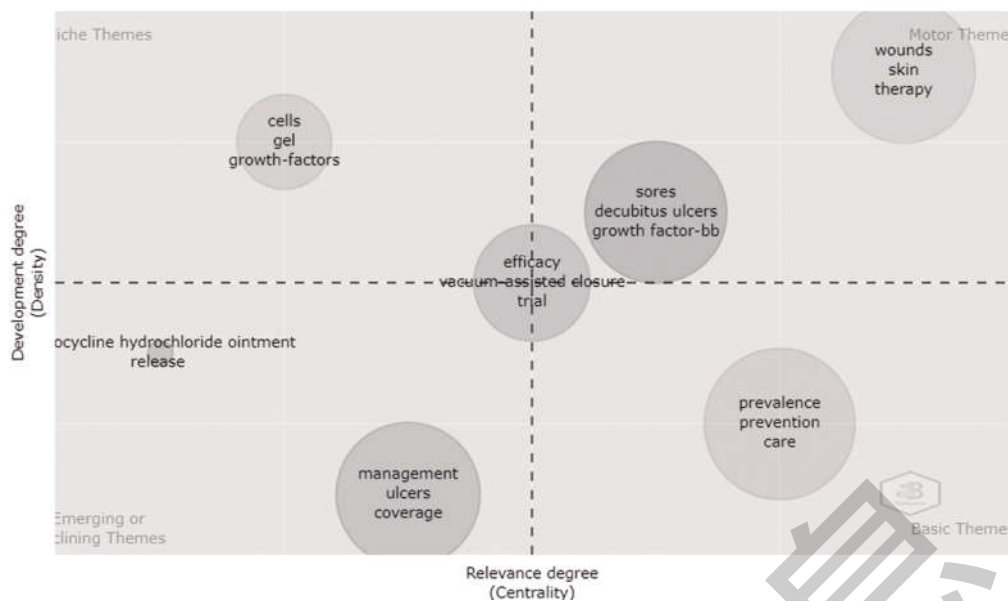 iche Themes
Motor Theme
wounds
skin
therapy
cells
gel
growth-factors
sores
decubitus ulcers
growth factor-bb
efficacy
vacuum-assisted closure
trial
Development degree
(Density)
ocycline hydrochloride ointment
release
prevalence
prevention
care
management
ulcers
coverage
Emerging or
clining Themes
Basic Theme
Relevance degree
(Centrality)